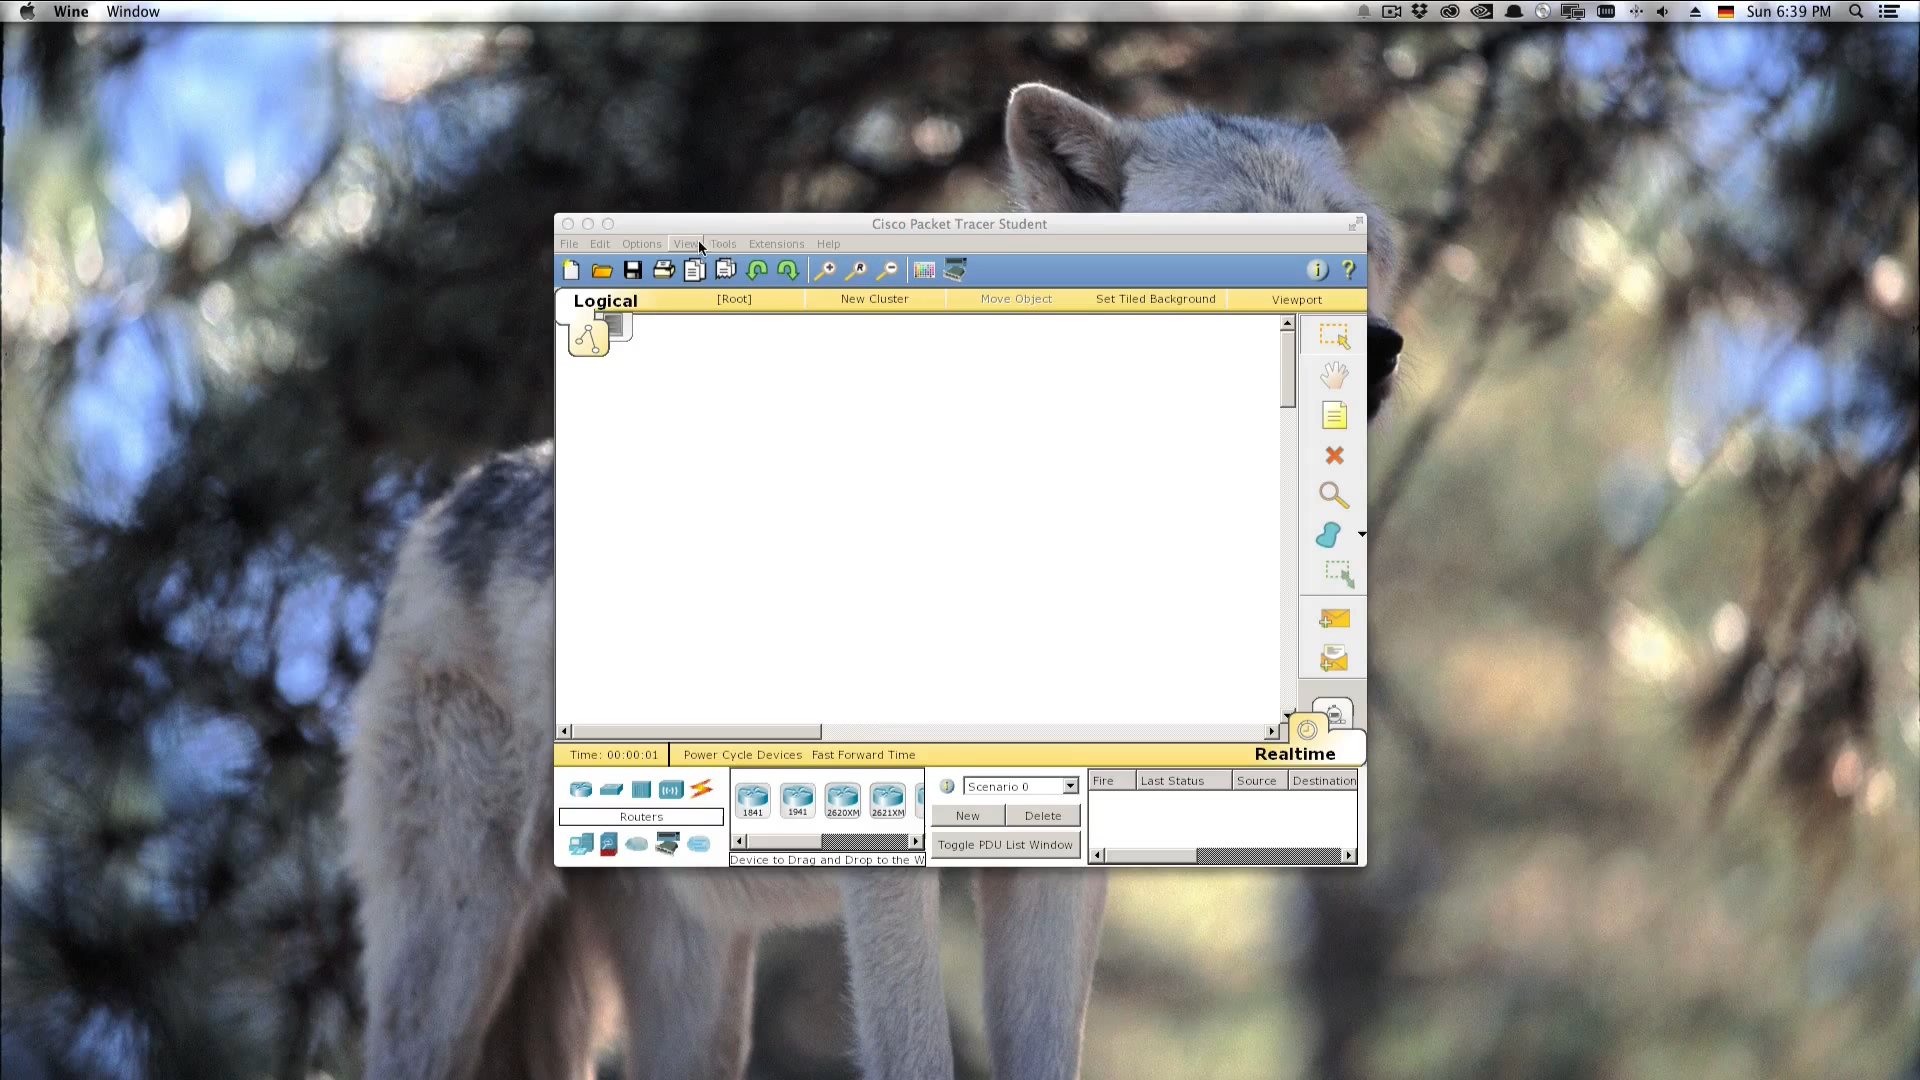 Wine Window
Sun 6:39 PM
Cisco Packet Tracer Student
File Edit Options View Tools Extensions Help
Logical [Root] New Cluster Move Object Set Tiled Background Viewport
Time: 00:00:01 Power Cycle Devices Fast Forward Time Realtime
Routers
1841 1941 2620XM 2621XM
Device to Drag and Drop to the W
Scenario 0
New Delete
Toggle PDU List Window
Fire Last Status Source Destination